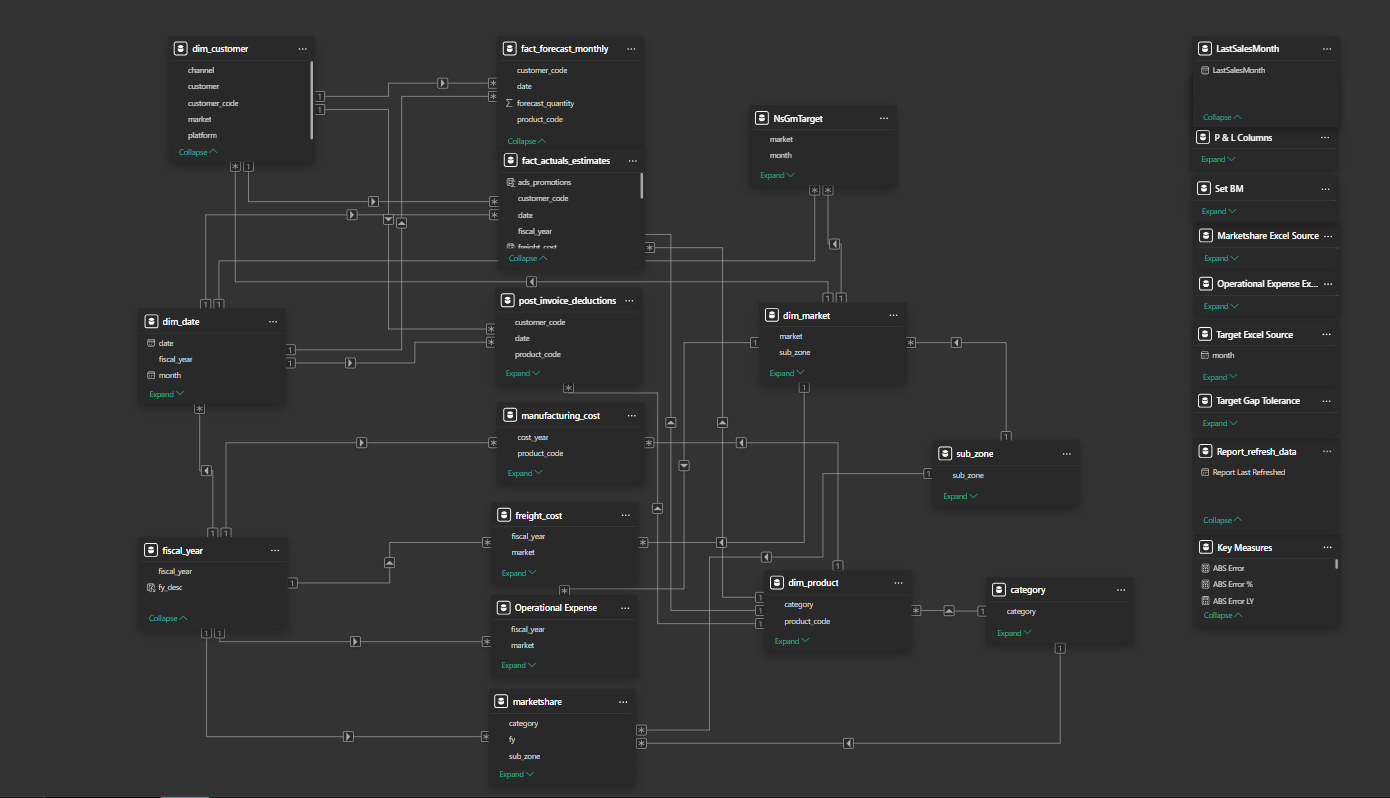 dim_customer
channel
customer
customer_code
market
platform
Collapse
fact_forecast_monthly
customer_code
date
forecast_quantity
product_code
Collapse
fact_actuals_estimates
ads_promotions
customer_code
date
fiscal_year
freight_cost
Collapse
NsGmTarget
market
month
Expand
dim_date
date
fiscal_year
month
Expand
post_invoice_deductions
customer_code
date
product_code
Expand
dim_market
market
sub_zone
Expand
manufacturing_cost
cost_year
product_code
Expand
sub_zone
sub_zone
Expand
fiscal_year
fiscal_year
fy_desc
Collapse
freight_cost
fiscal_year
market
Expand
Operational Expense
fiscal_year
market
Expand
dim_product
category
product_code
Expand
category
category
Expand
marketshare
category
fy
sub_zone
Expand
LastSalesMonth
LastSalesMonth
Collapse
P & L Columns
Expand
Set BM
Expand
Marketshare Excel Source
Expand
Operational Expense Ex...
Expand
Target Excel Source
month
Expand
Target Gap Tolerance
Expand
Report_refresh_data
Report Last Refreshed
Collapse
Key Measures
ABS Error
ABS Error %
ABS Error LY
Collapse